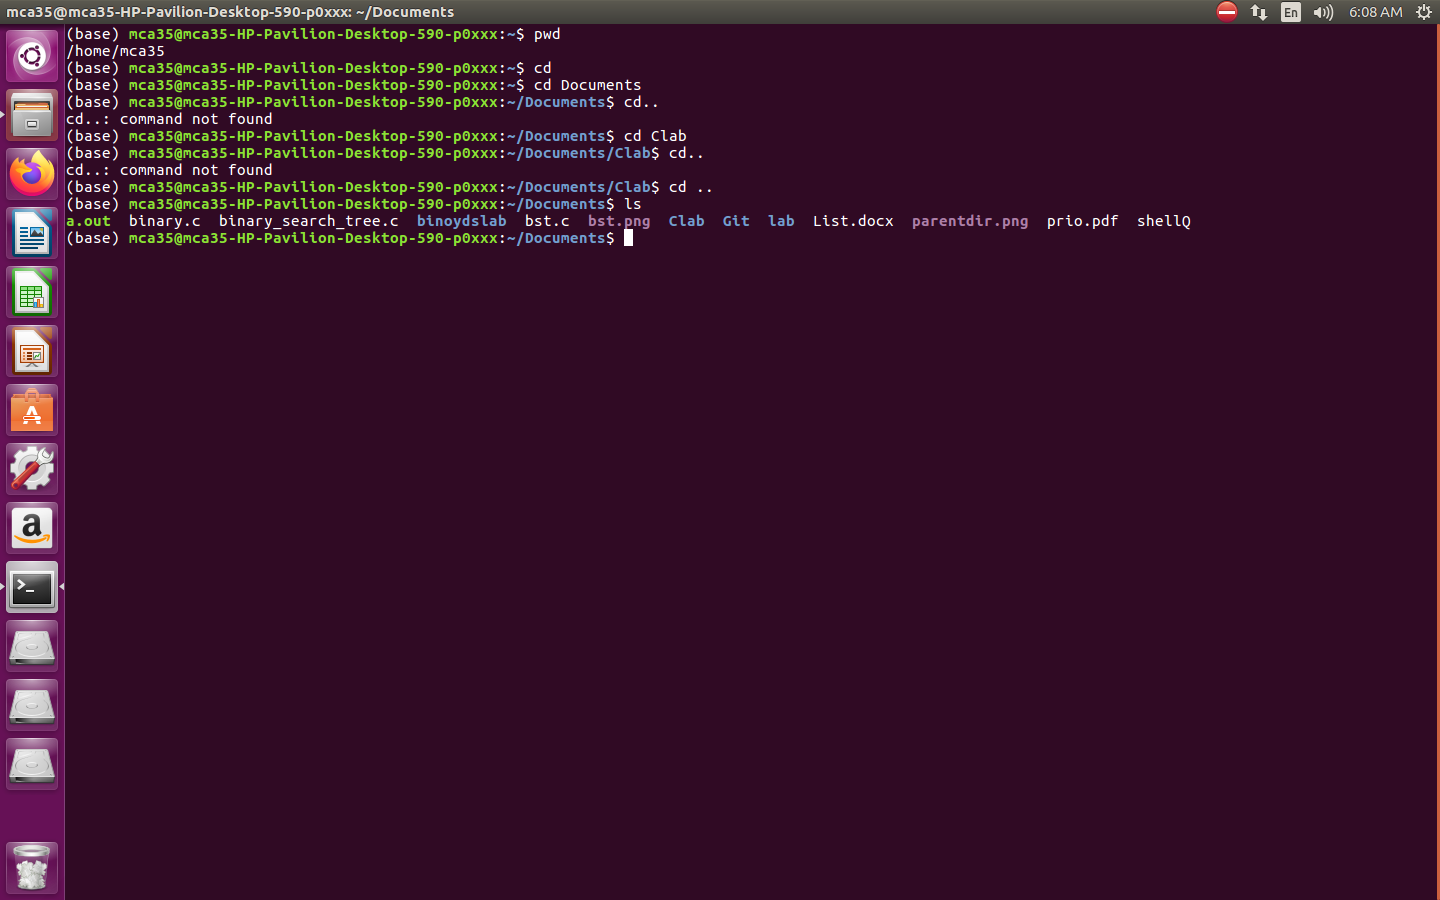 mca35@mca35-HP-Pavilion-Desktop-590-p0xxx: ~/Documents
En
6:08 AM
(base) mca35@mca35-HP-Pavilion-Desktop-590-p0xxx:~$ pwd
/home/mca35
(base) mca35@mca35-HP-Pavilion-Desktop-590-p0xxx:~$ cd
(base) mca35@mca35-HP-Pavilion-Desktop-590-p0xxx:~$ cd Documents
(base) mca35@mca35-HP-Pavilion-Desktop-590-p0xxx:~/Documents$ cd..
cd..: command not found
(base) mca35@mca35-HP-Pavilion-Desktop-590-p0xxx:~/Documents$ cd Clab
(base) mca35@mca35-HP-Pavilion-Desktop-590-p0xxx:~/Documents/Clab$ cd..
cd..: command not found
(base) mca35@mca35-HP-Pavilion-Desktop-590-p0xxx:~/Documents/Clab$ cd ..
(base) mca35@mca35-HP-Pavilion-Desktop-590-p0xxx:~/Documents$ ls
a.out  binary.c  binary_search_tree.c  binoydslab  bst.c  bst.png  Clab  Git  lab  List.docx  parentdir.png  prio.pdf  shellQ
(base) mca35@mca35-HP-Pavilion-Desktop-590-p0xxx:~/Documents$